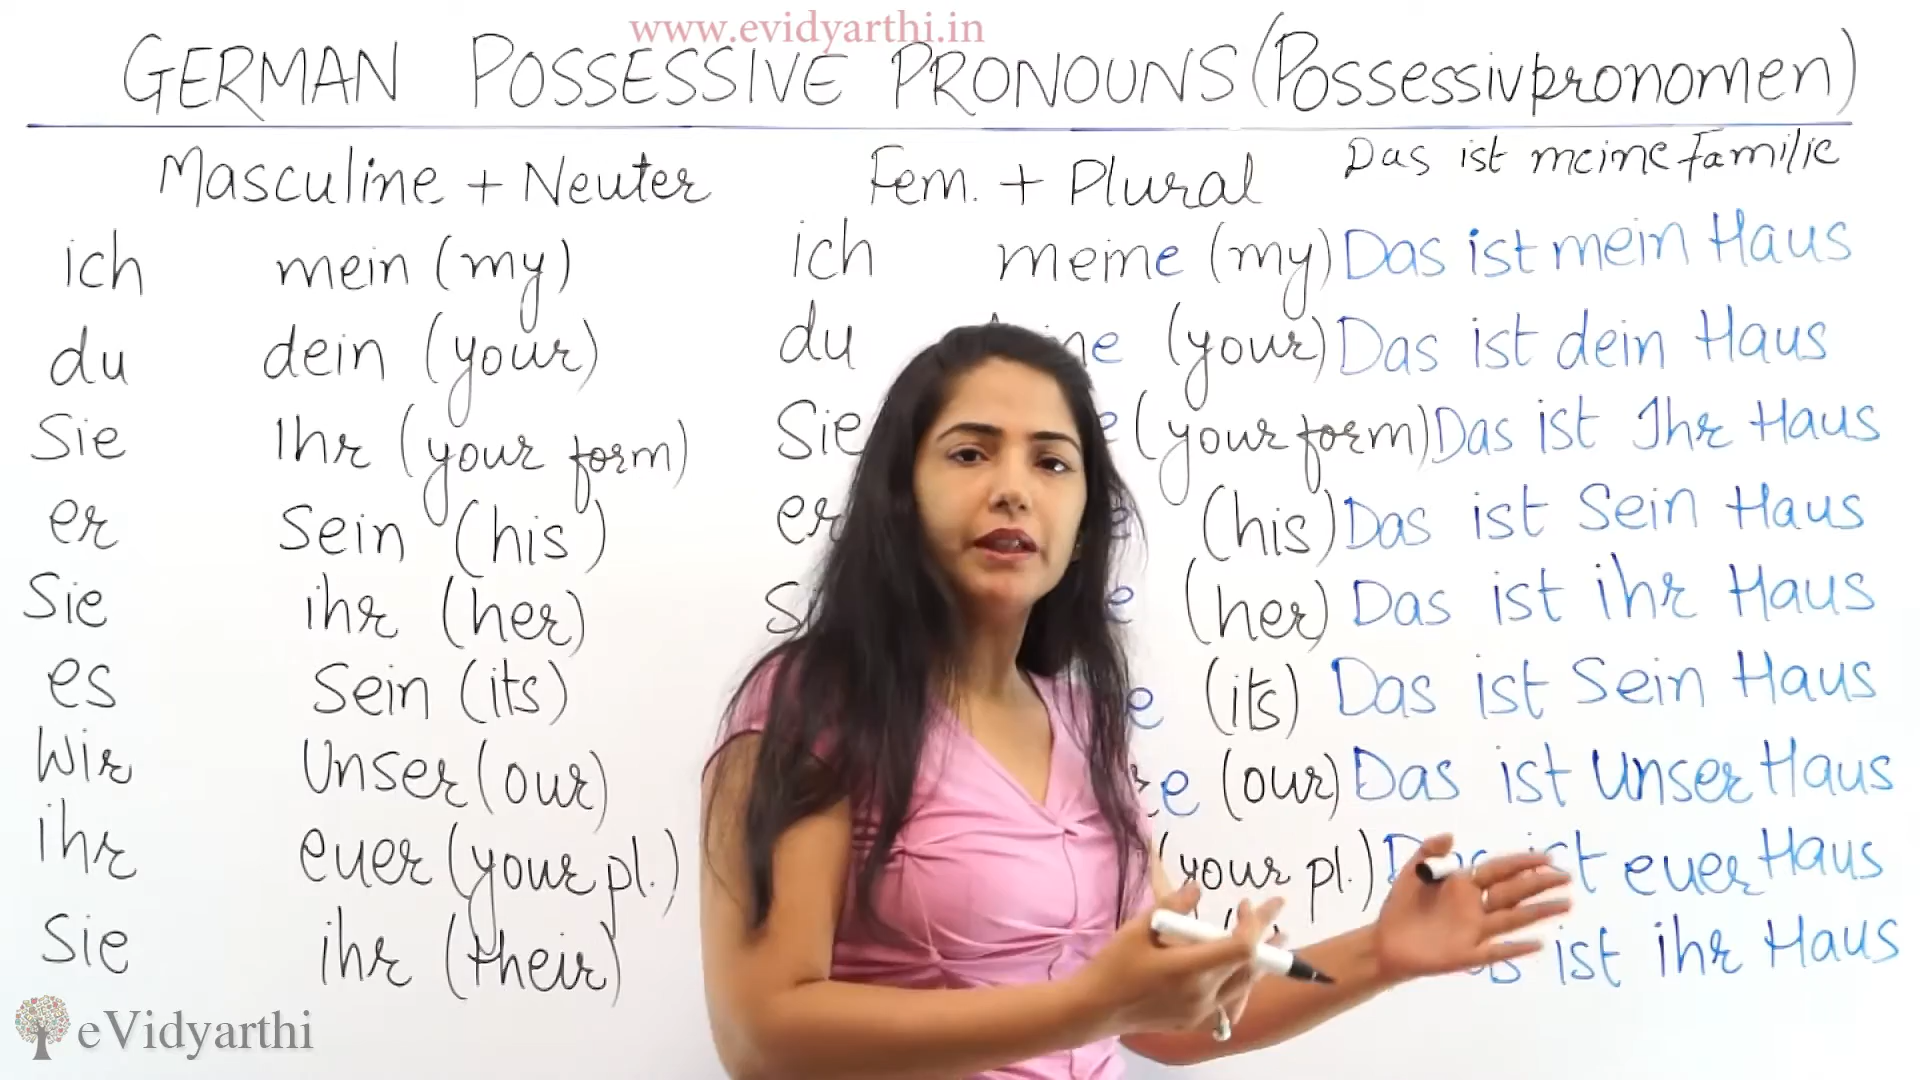 www.evidyarthi.in
GERMAN POSSESSIVE PRONOUNS (Possessivpronomen)
Masculine + Neuter Fem. + Plural Das ist meine Familie
ich mein (my) ich meine (my) Das ist mein Haus
du dein (your) du (your) Das ist dein Haus
Sie Ihr (your form) Sie (your form) Das ist Ihr Haus
er Sein (his) er (his) Das ist Sein Haus
Sie ihr (her) (her) Das ist ihr Haus
es Sein (its) (its) Das ist Sein Haus
Wir Unser (our) (our) Das ist Unser Haus
ihr euer (your pl.) (your pl.) ist euer Haus
Sie ihr (their) ist ihr Haus
eVidyarthi